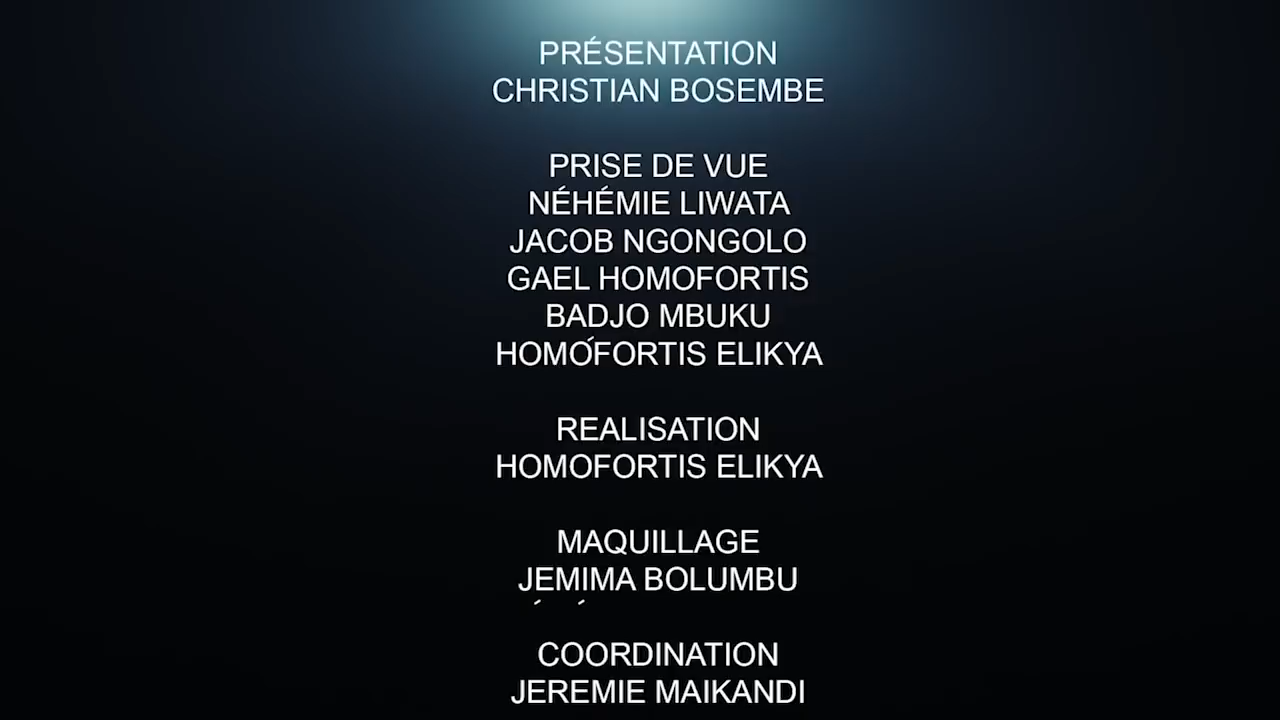 PRÉSENTATION
CHRISTIAN BOSEMBE
PRISE DE VUE
NÉHÉMIE LIWATA
JACOB NGONGOLO
GAEL HOMOFORTIS
BADJO MBUKU
HOMOFORTIS ELIKYA
REALISATION
HOMOFORTIS ELIKYA
MAQUILLAGE
JEMIMA BOLUMBU
COORDINATION
JEREMIE MAIKANDI